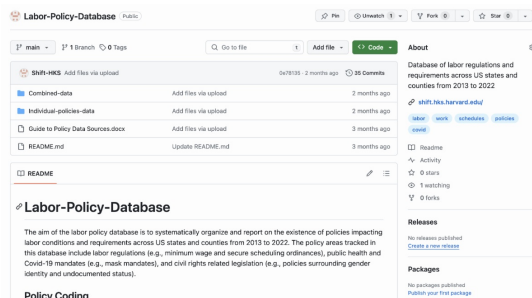 Labor-Policy-Database Public
Pin Unwatch 1 Fork 0 Star 0
main 1 Branch 0 Tags Go to file t Add file Code
Shift-HKS Add files via upload 0x78135 · 2 months ago 35 Commits
Combined-data Add files via upload 2 months ago
Individual-policies-data Add files via upload 2 months ago
Guide to Policy Data Sources.docx Add files via upload 3 months ago
README.md Update README.md 3 months ago
README
Labor-Policy-Database
The aim of the labor policy database is to systematically organize and report on the existence of policies impacting
labor conditions and requirements across US states and counties from 2013 to 2022. The policy areas tracked in
this database include labor regulations (e.g., minimum wage and secure scheduling ordinances), public health and
Covid-19 mandates (e.g., mask mandates), and civil rights related legislation (e.g., policies surrounding gender
identity and undocumented status).
Policy Coding
About
Database of labor regulations and
requirements across US states and
counties from 2013 to 2022
shift.hks.harvard.edu/
labor work schedules policies
covid
Readme
Activity
0 stars
1 watching
0 forks
Releases
No releases published
Create a new release
Packages
No packages published
Publish your first package